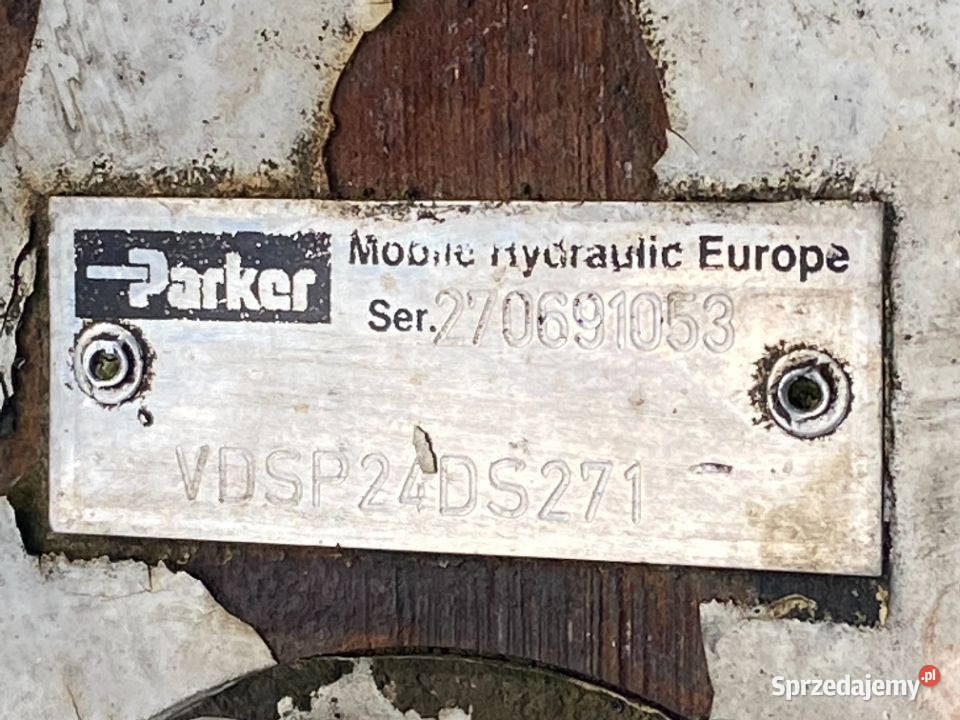 Parker
Mobile Hydraulic Europe
Ser. 270691053
VDSP24DS271
Sprzedajemy.pl